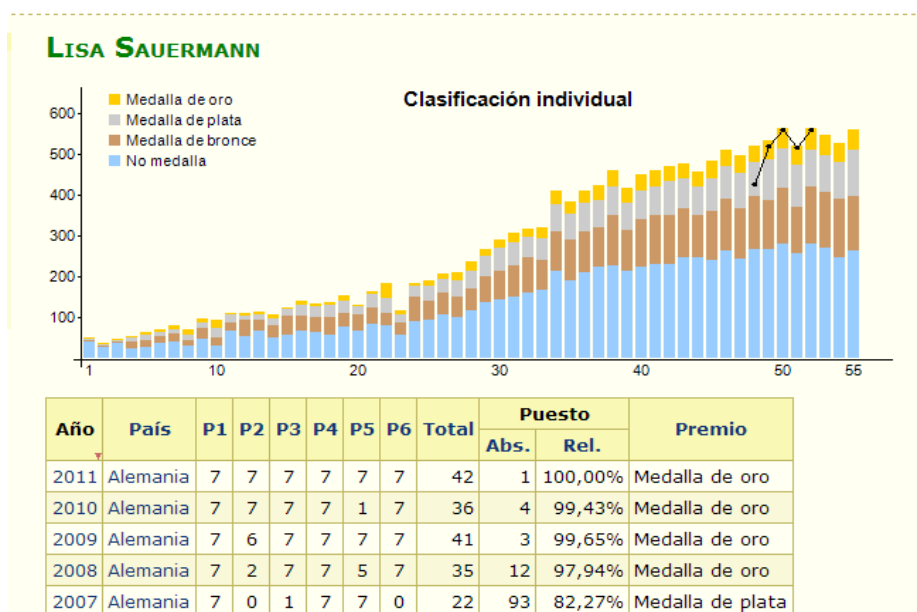 LISA SAUERMANN
Clasificación individual
Medalla de oro
Medalla de plata
Medalla de bronce
No medalla
600
500
400
300
200
100
1 10 20 30 40 50 55
Año País P1 P2 P3 P4 P5 P6 Total Puesto Premio
Abs. Rel.
2011 Alemania 7 7 7 7 7 7 42 1 100,00% Medalla de oro
2010 Alemania 7 7 7 7 1 7 36 4 99,43% Medalla de oro
2009 Alemania 7 6 7 7 7 7 41 3 99,65% Medalla de oro
2008 Alemania 7 2 7 7 5 7 35 12 97,94% Medalla de oro
2007 Alemania 7 0 1 7 7 0 22 93 82,27% Medalla de plata